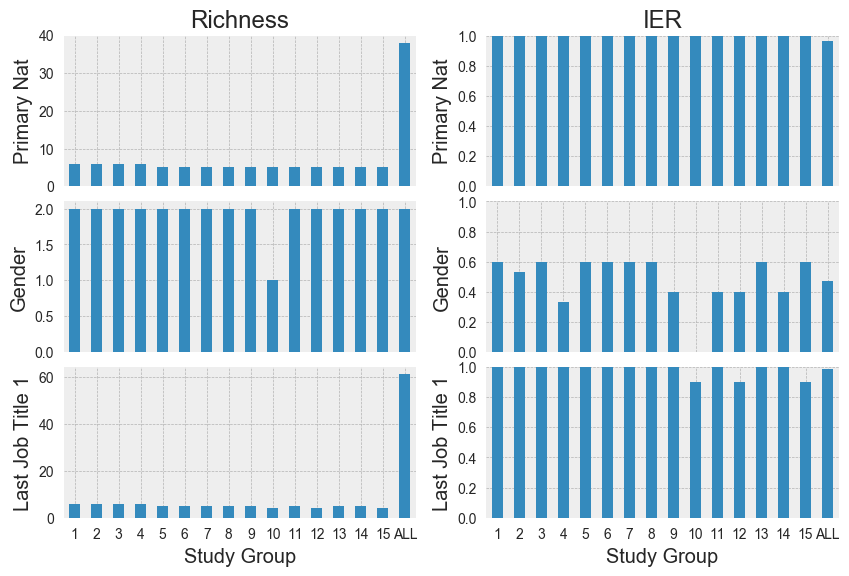 Richness
IER
Primary Nat
40
30
20
10
0
Primary Nat
1.0
0.8
0.6
0.4
0.2
0.0
Gender
2.0
1.5
1.0
0.5
0.0
Gender
1.0
0.8
0.6
0.4
0.2
0.0
Last Job Title 1
60
40
20
0
Last Job Title 1
1.0
0.8
0.6
0.4
0.2
0.0
1 2 3 4 5 6 7 8 9 10 11 12 13 14 15 ALL
1 2 3 4 5 6 7 8 9 10 11 12 13 14 15 ALL
Study Group
Study Group